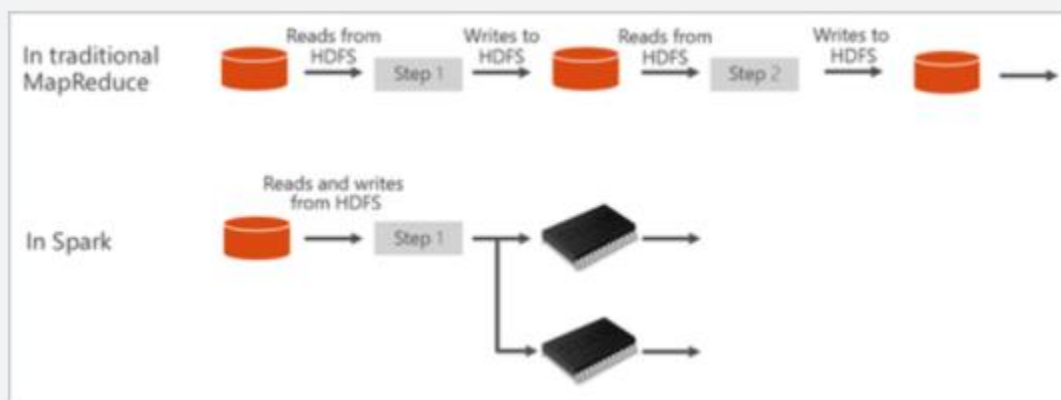 In traditional
MapReduce
Reads from
HDFS
Step 1
Writes to
HDFS
Reads from
HDFS
Step 2
Writes to
HDFS
In Spark
Reads and writes
from HDFS
Step 1